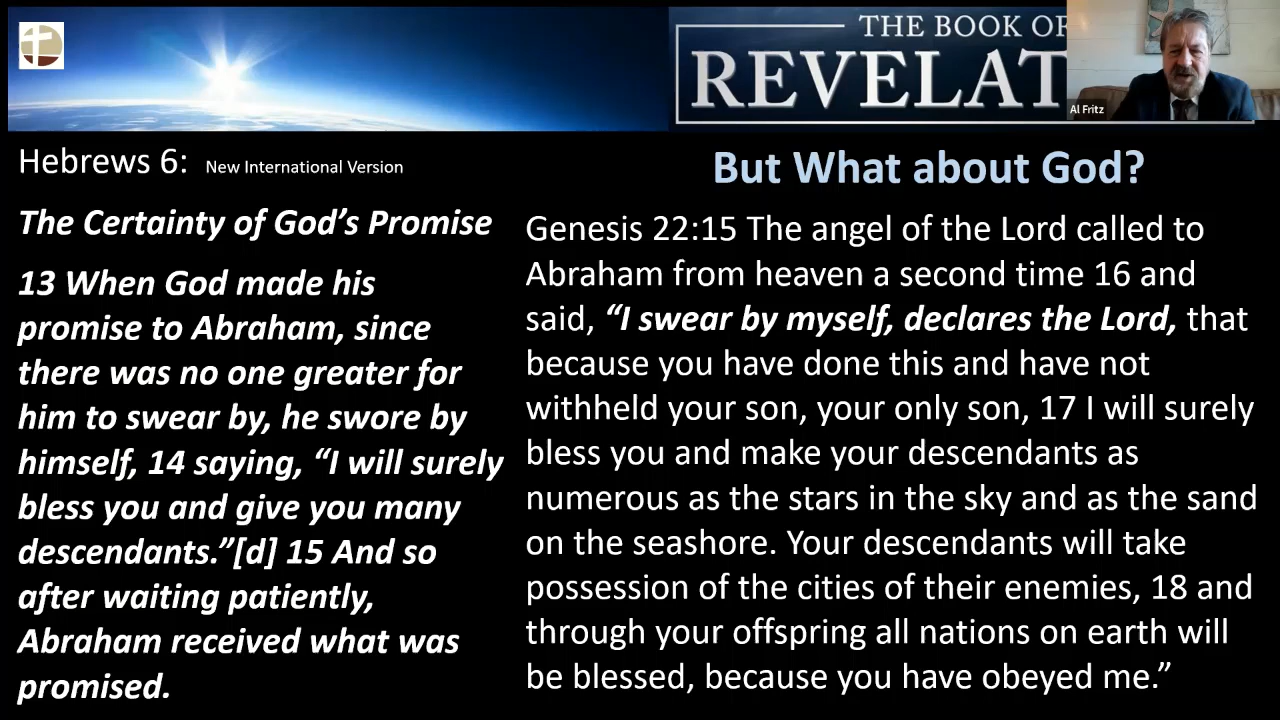 THE BOOK OF
REVELAT
Al Fritz
Hebrews 6: New International Version
The Certainty of God’s Promise
13 When God made his
promise to Abraham, since
there was no one greater for
him to swear by, he swore by
himself, 14 saying, “I will surely
bless you and give you many
descendants.”[d] 15 And so
after waiting patiently,
Abraham received what was
promised.
But What about God?
Genesis 22:15 The angel of the Lord called to
Abraham from heaven a second time 16 and
said, “I swear by myself, declares the Lord, that
because you have done this and have not
withheld your son, your only son, 17 I will surely
bless you and make your descendants as
numerous as the stars in the sky and as the sand
on the seashore. Your descendants will take
possession of the cities of their enemies, 18 and
through your offspring all nations on earth will
be blessed, because you have obeyed me.”